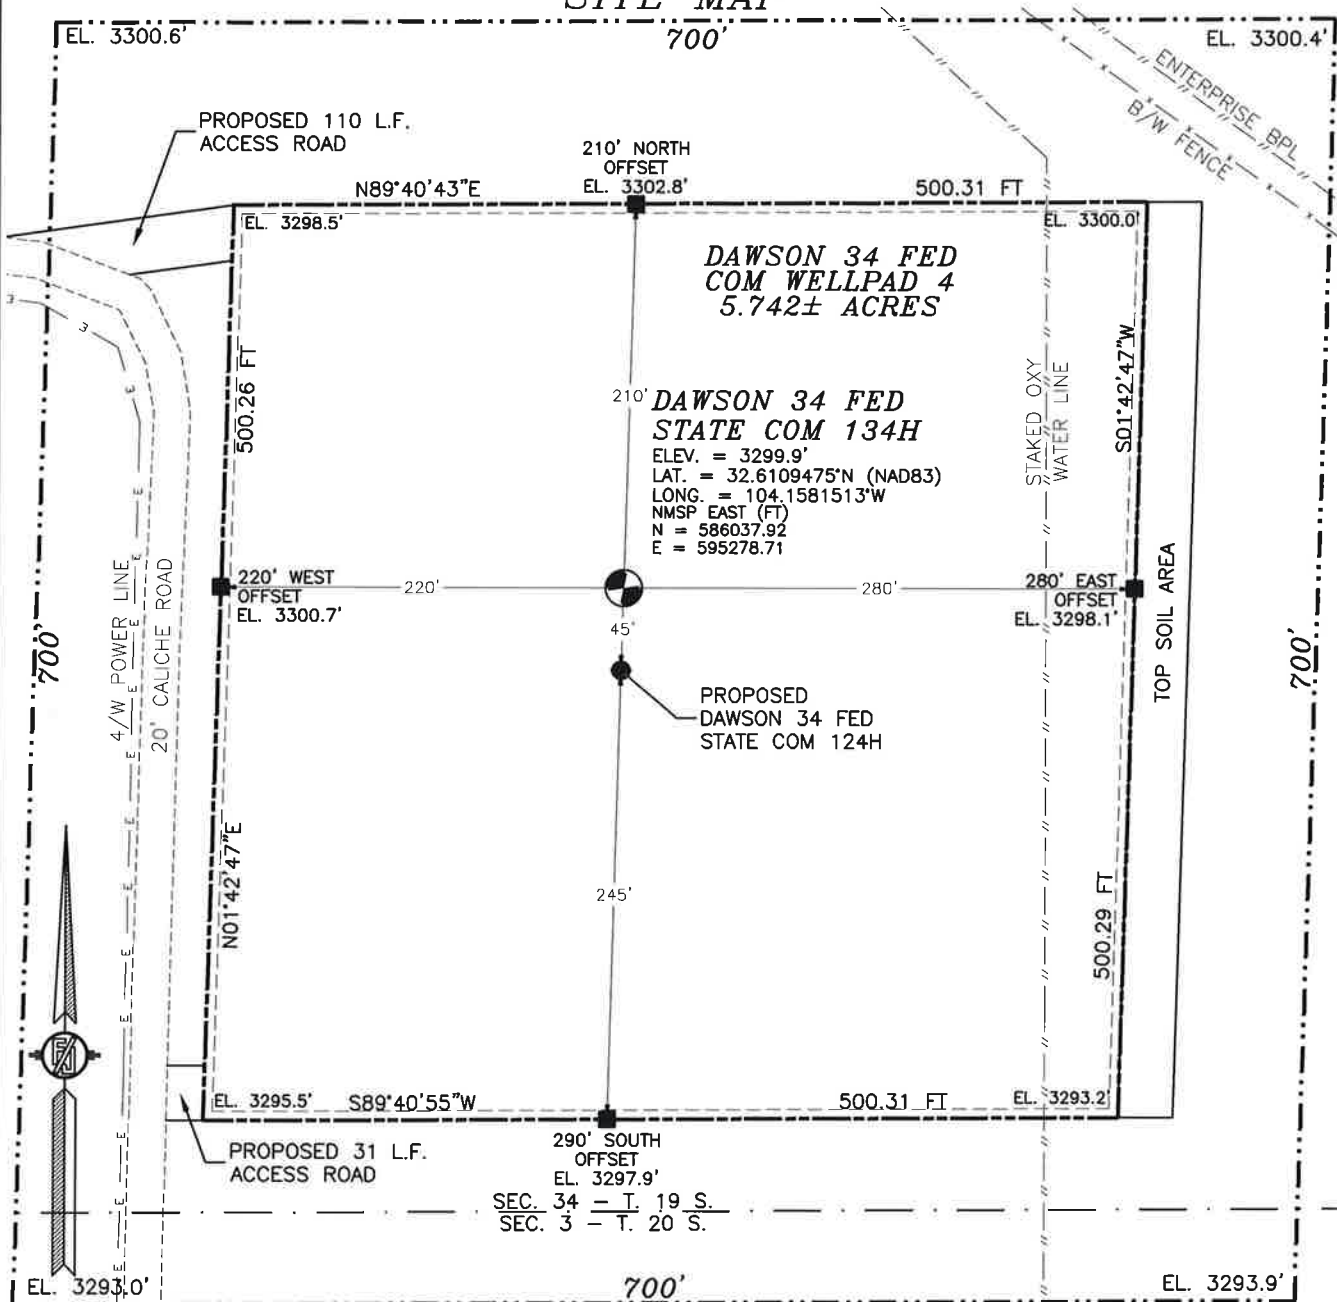 SITE MAP
EL. 3300.6'
700'
EL. 3300.4'
ENTERPRISE BPL
B/W FENCE
PROPOSED 110 L.F.
ACCESS ROAD
210' NORTH
OFFSET
EL. 3302.8'
N89°40'43"E
500.31 FT
EL. 3298.5'
EL. 3300.0'
DAWSON 34 FED
COM WELLPAD 4
5.742± ACRES
500.26 FT
210'
DAWSON 34 FED
STATE COM 134H
ELEV. = 3299.9'
LAT. = 32.6109475°N (NAD83)
LONG. = 104.1581513°W
NMSP EAST (FT)
N = 586037.92
E = 595278.71
STAKED OXY
WATER LINE
S01°42'47"W
220' WEST
OFFSET
EL. 3300.7'
220'
280'
280' EAST
OFFSET
EL. 3298.1'
45'
TOP SOIL AREA
4/W POWER LINE
20' CALICHE ROAD
700'
700'
PROPOSED
DAWSON 34 FED
STATE COM 124H
N01°42'47"E
245'
500.29 FT
EL. 3295.5'
S89°40'55"W
500.31 FT
EL. 3293.2'
PROPOSED 31 L.F.
ACCESS ROAD
290' SOUTH
OFFSET
EL. 3297.9'
SEC. 34 - T. 19 S.
SEC. 3 - T. 20 S.
EL. 3293.0'
700'
EL. 3293.9'